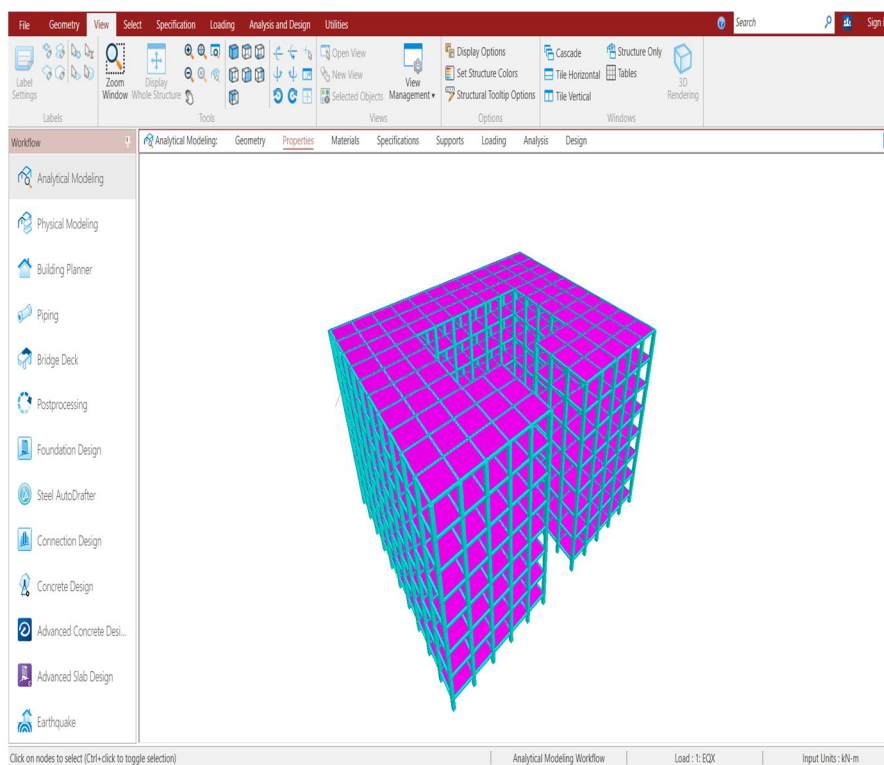 File Geometry View Select Specification Loading Analysis and Design Utilities Search Sign
Label Settings
Zoom Window
Display Whole Structure
Open View
New View
Selected Objects
View Management
Display Options
Set Structure Colors
Structural Tooltip Options
Cascade
Tile Horizontal
Tile Vertical
Structure Only
Tables
3D Rendering
Labels Tools Views Options Windows
Workflow
Analytical Modeling: Geometry Properties Materials Specifications Supports Loading Analysis Design
Analytical Modeling
Physical Modeling
Building Planner
Piping
Bridge Deck
Postprocessing
Foundation Design
Steel AutoDrafter
Connection Design
Concrete Design
Advanced Concrete Desi...
Advanced Slab Design
Earthquake
Click on nodes to select (Ctrl+click to toggle selection) Analytical Modeling Workflow Load : 1: EQX Input Units : kN-m